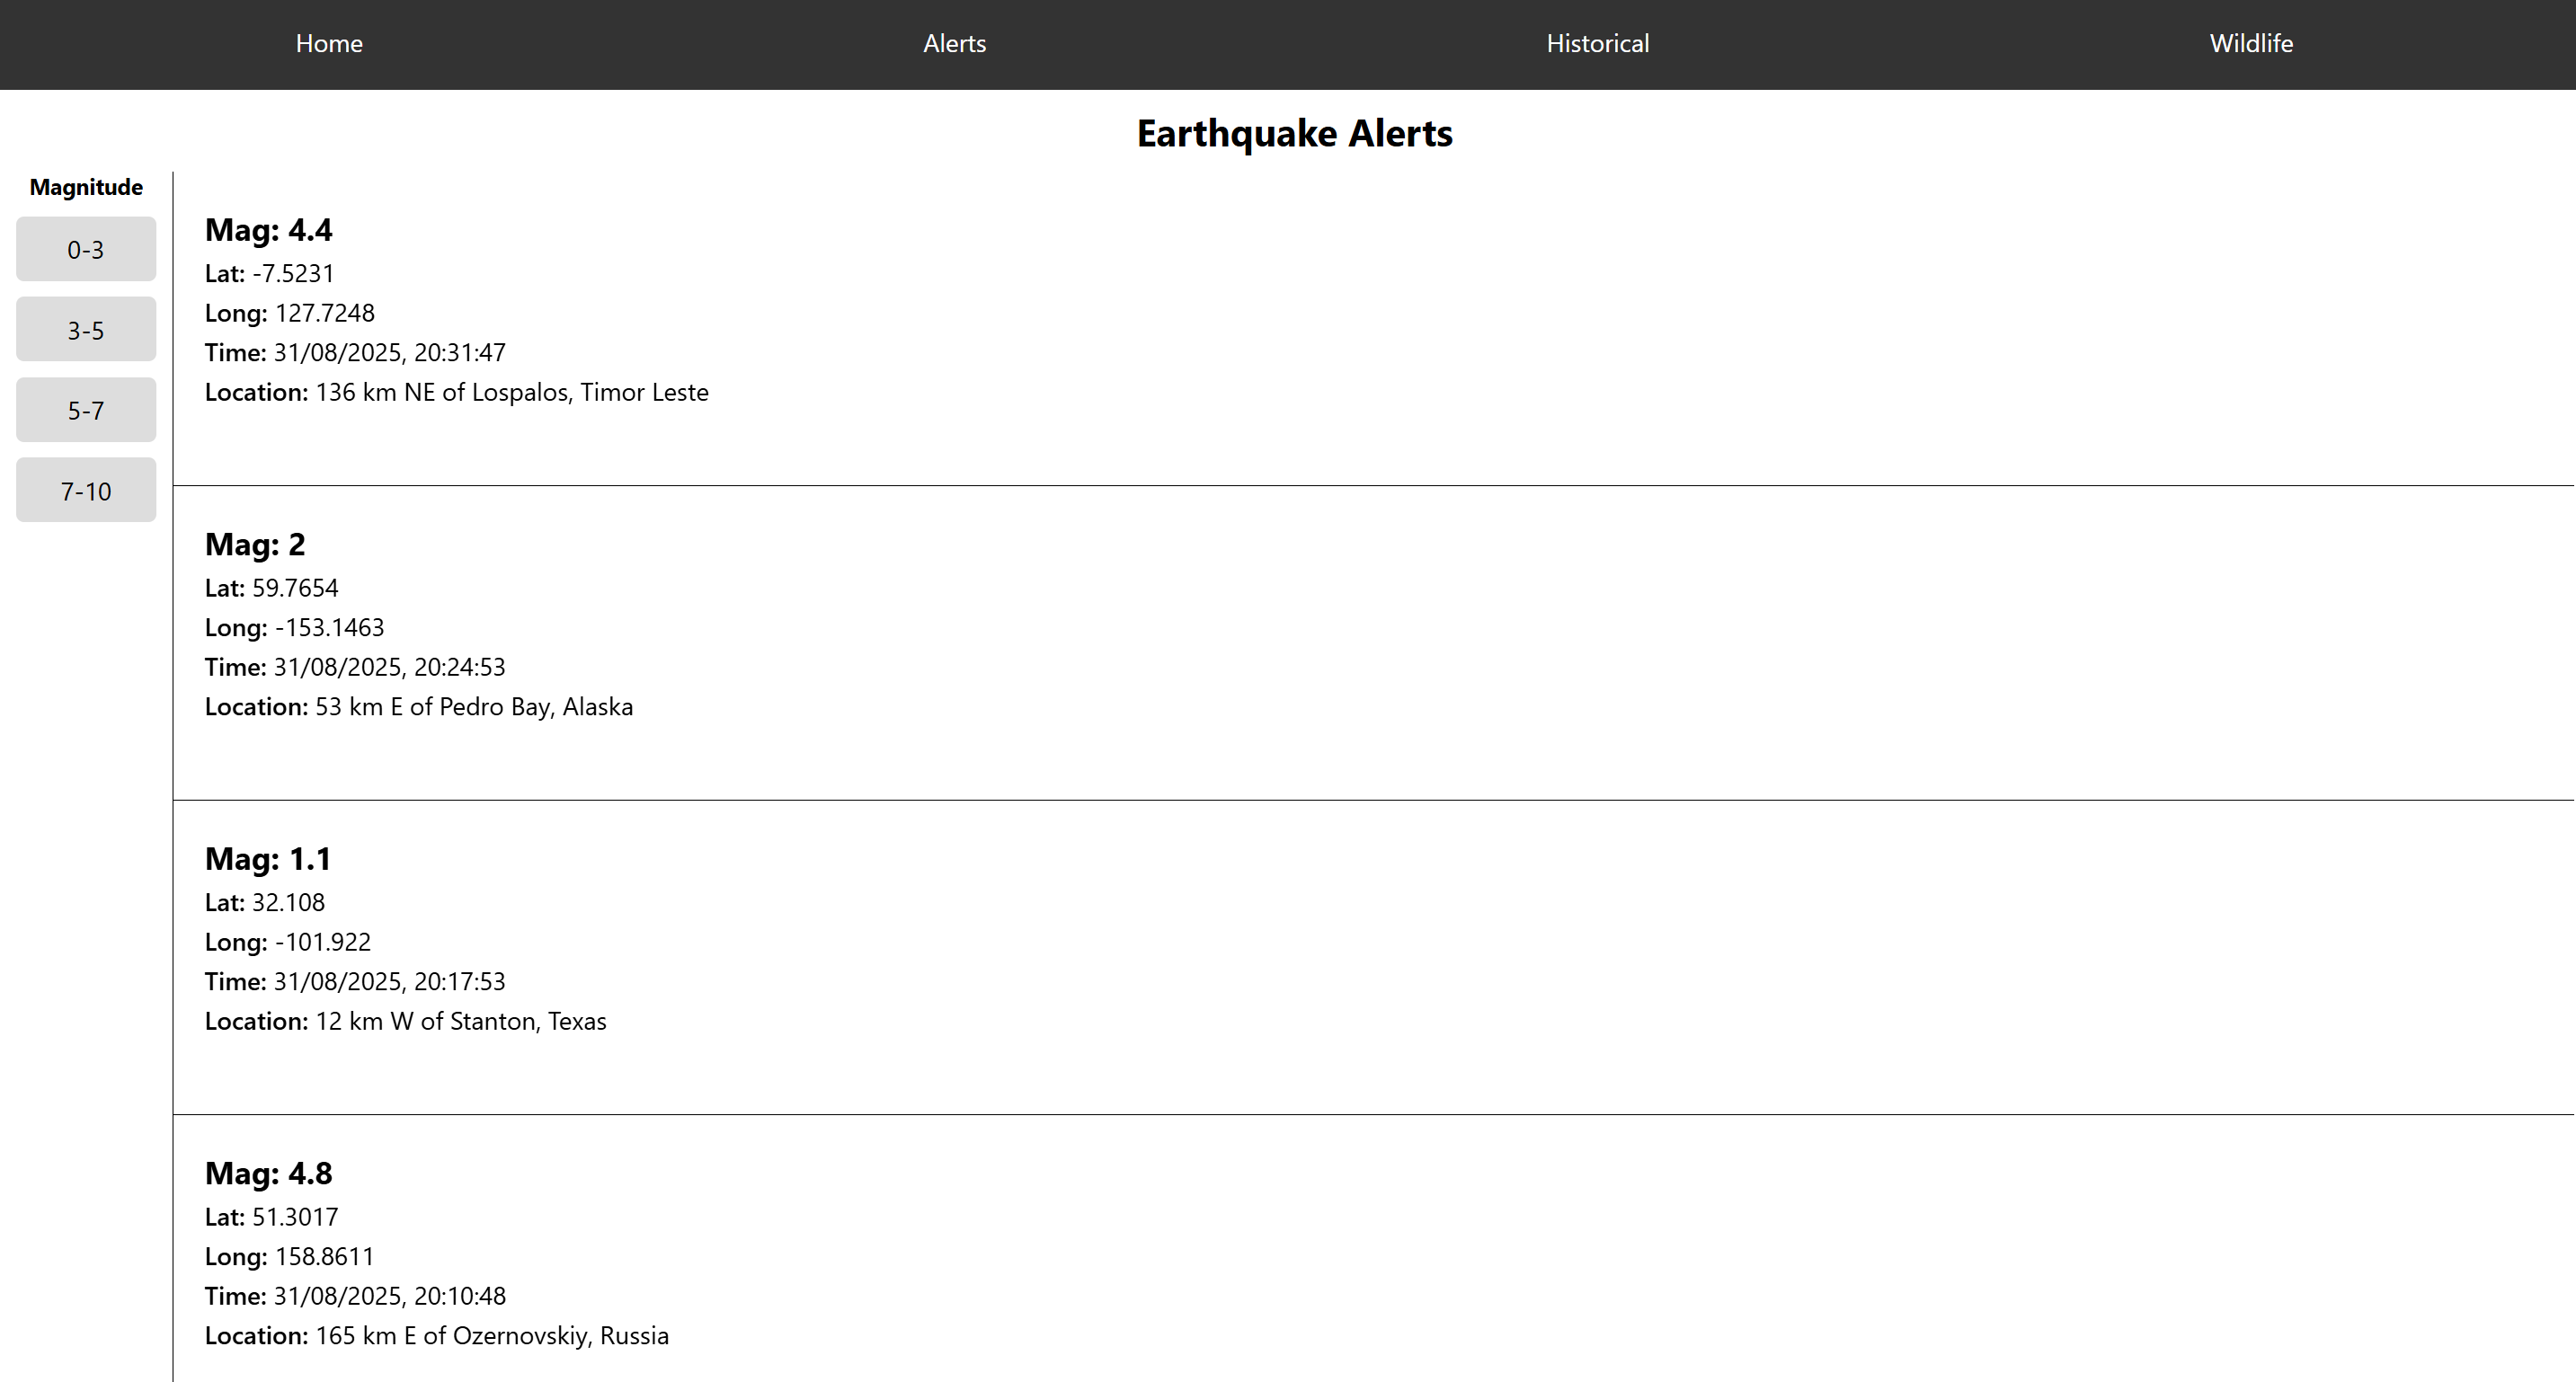 Home Alerts Historical Wildlife
Earthquake Alerts
Magnitude
0-3
3-5
5-7
7-10
Mag: 4.4
Lat: -7.5231
Long: 127.7248
Time: 31/08/2025, 20:31:47
Location: 136 km NE of Lospalos, Timor Leste
Mag: 2
Lat: 59.7654
Long: -153.1463
Time: 31/08/2025, 20:24:53
Location: 53 km E of Pedro Bay, Alaska
Mag: 1.1
Lat: 32.108
Long: -101.922
Time: 31/08/2025, 20:17:53
Location: 12 km W of Stanton, Texas
Mag: 4.8
Lat: 51.3017
Long: 158.8611
Time: 31/08/2025, 20:10:48
Location: 165 km E of Ozernovskiy, Russia